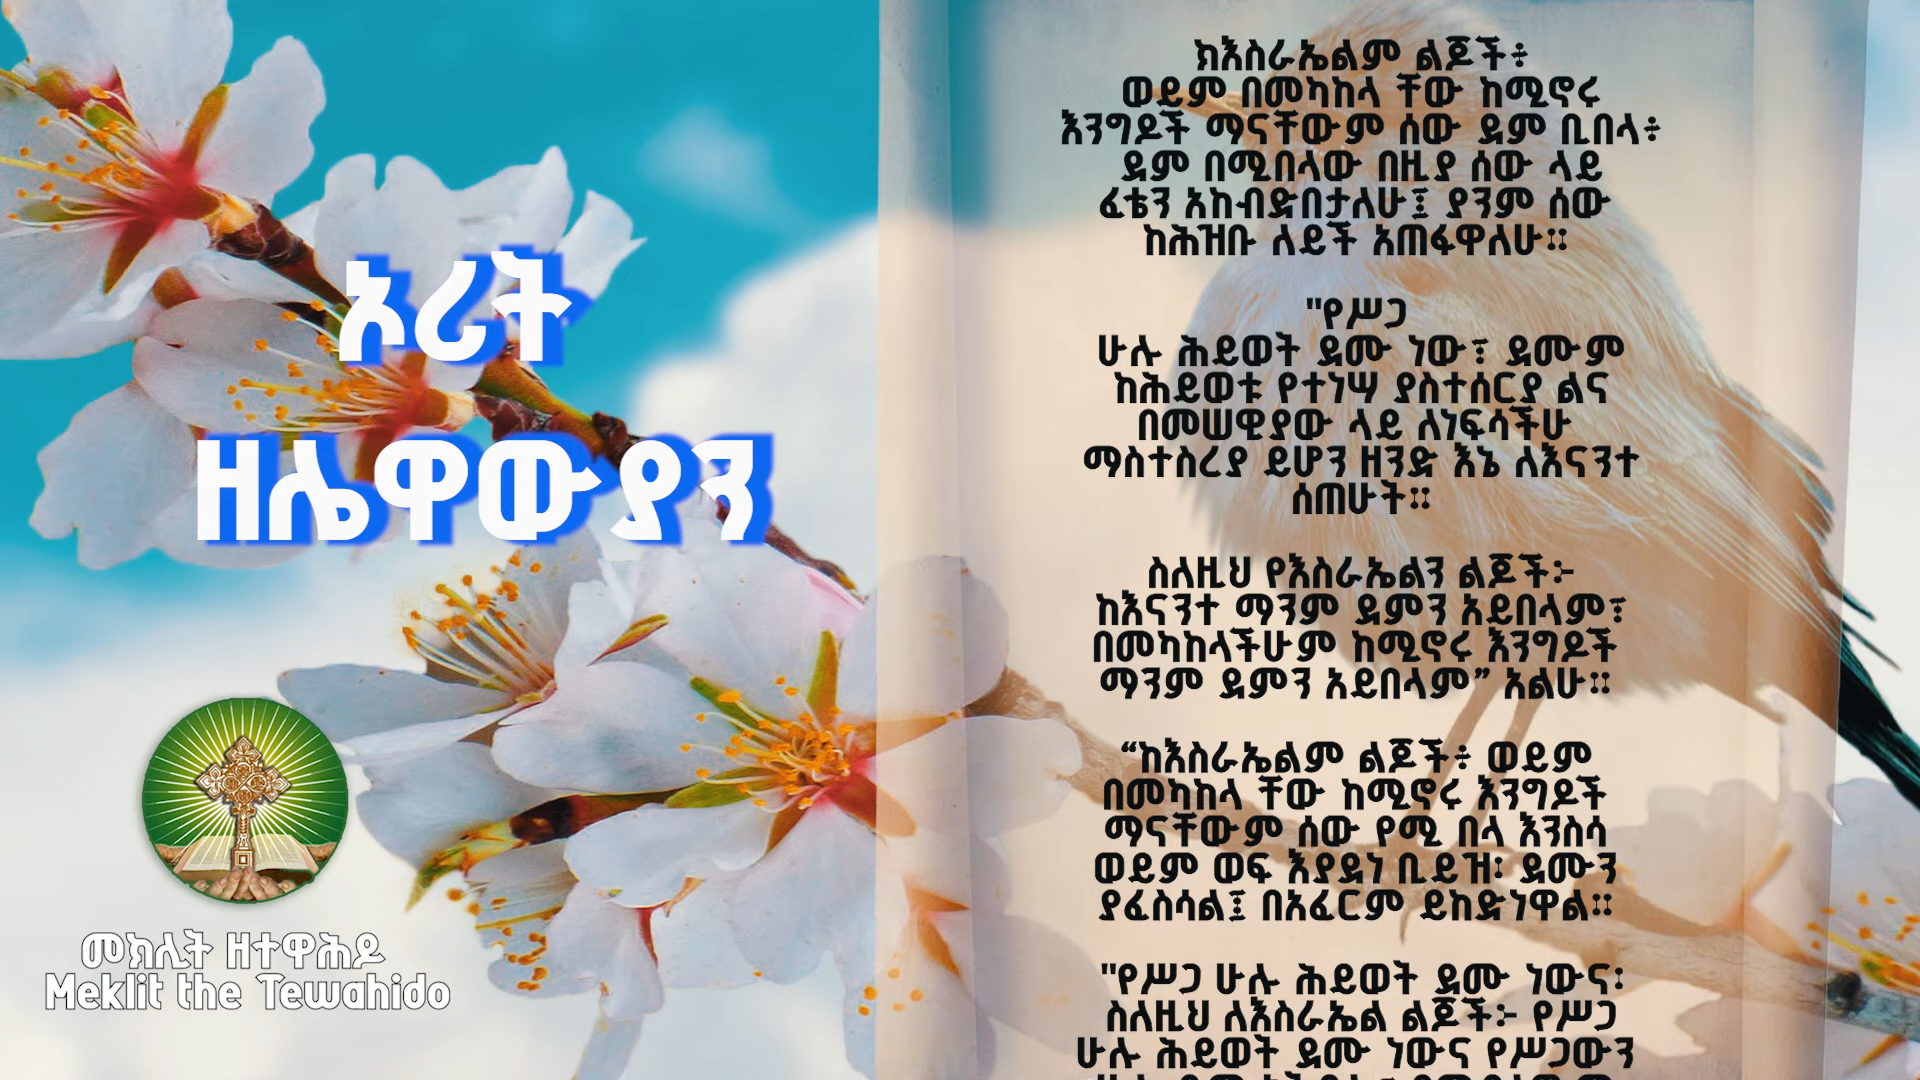 ኦሪት
ዘሌዋውያን
መክሊት ዘተዋሕዶ
Meklit the Tewahido
ክእስራኤልም ልጆች፥
ወይም በመካከላ ቸው ከሚኖሩ
እንግዶች ማናቸውም ሰው ደም ቢበላ፥
ደም በሚበላው በዚያ ሰው ላይ
ፊቴን አከብድበታለሁ፤ ያንም ሰው
ከሕዝቡ ለይች አጠፋዋለሁ።
"የሥጋ
ሁሉ ሕይወት ደሙ ነው፣ ደሙም
ከሕይወቱ የተነሣ ያስተሰርያ ልና
በመሠዊያው ላይ ለነፍሳችሁ
ማስተስረያ ይሆን ዘንድ እኔ ለእናንተ
ሰጠሁት።
ስለዚህ የእስራኤልን ልጆች፦
ከእናንተ ማንም ደምን አይበላም፣
በመካከላችሁም ከሚኖሩ እንግዶች
ማንም ደምን አይበላም” አልሁ።
“ከእስራኤልም ልጆች፥ ወይም
በመካከላ ቸው ከሚኖሩ እንግዶች
ማናቸውም ሰው የሚ በላ እንስሳ
ወይም ወፍ እያደነ ቢይዝ፡ ደሙን
ያፈስሳል፤ በአፈርም ይከድነዋል።
"የሥጋ ሁሉ ሕይወት ደሙ ነውና፡
ስለዚህ ለእስራኤል ልጆች፦ የሥጋ
ሁሉ ሕይወት ደሙ ነውና የሥጋውን